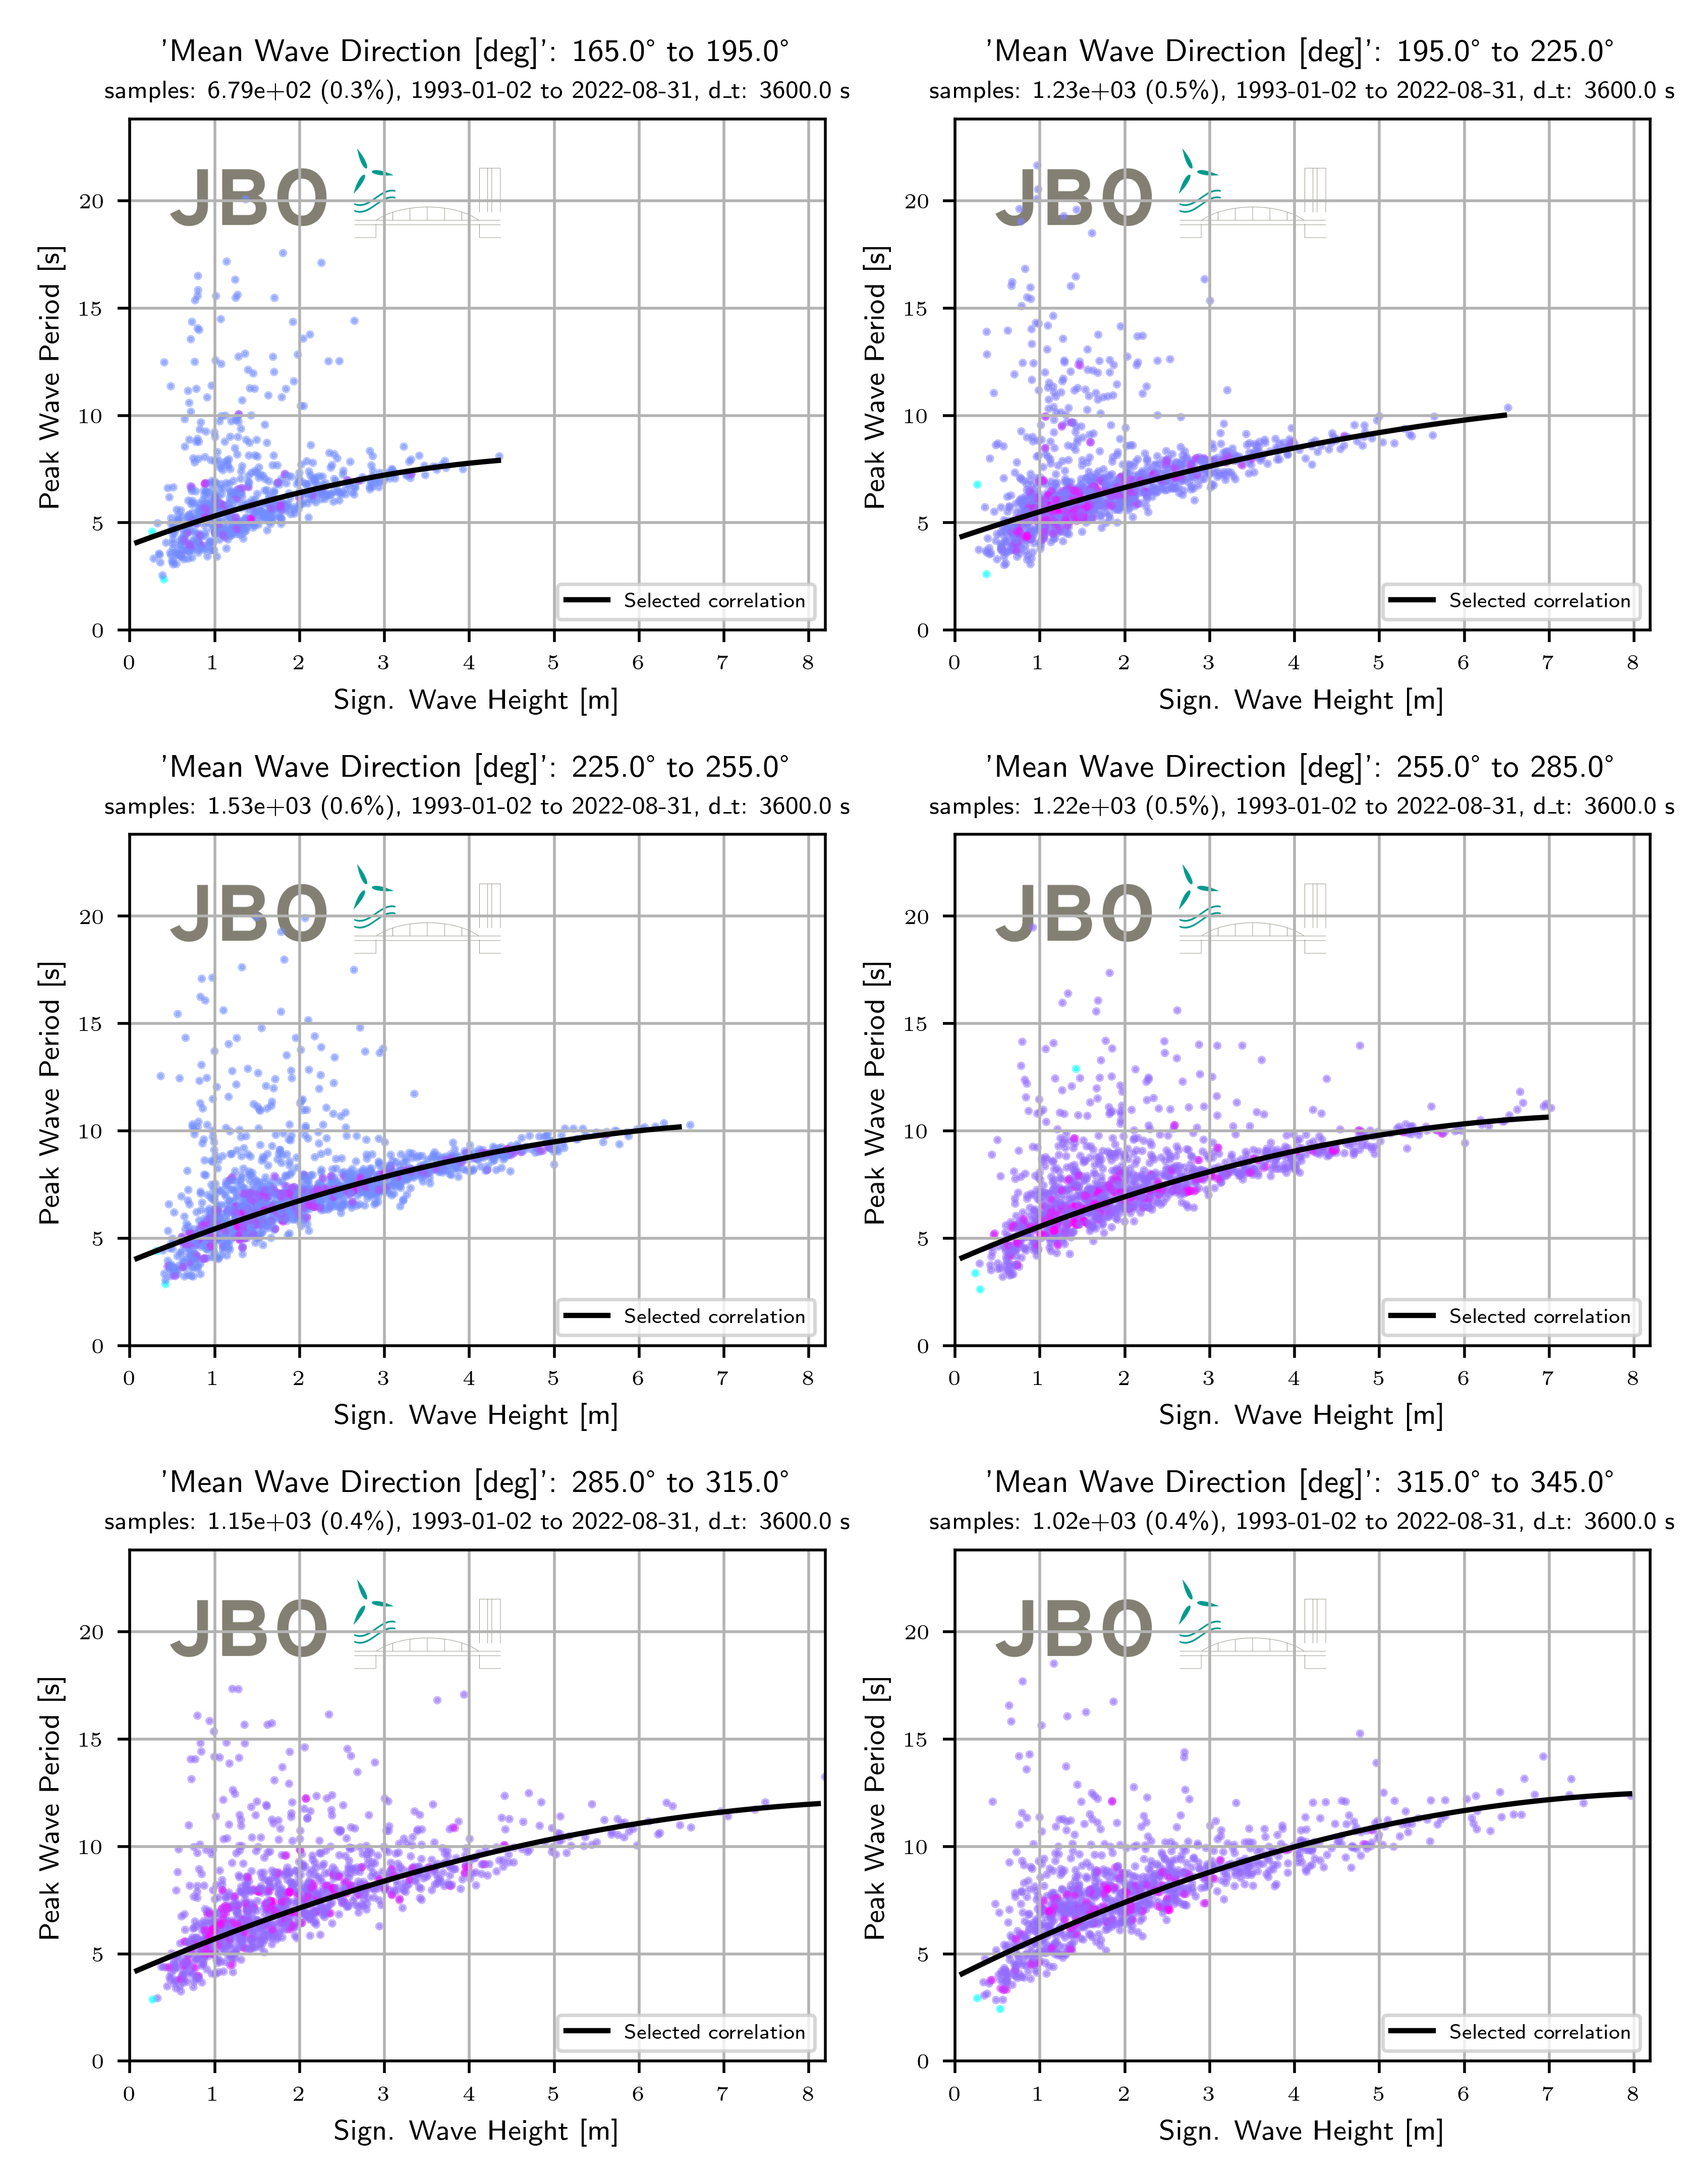 'Mean Wave Direction [deg]': 165.0° to 195.0°
samples: 6.79e+02 (0.3%), 1993-01-02 to 2022-08-31, d_t: 3600.0 s
JBO
Peak Wave Period [s]
20
15
10
5
0
Selected correlation
0 1 2 3 4 5 6 7 8
Sign. Wave Height [m]
'Mean Wave Direction [deg]': 195.0° to 225.0°
samples: 1.23e+03 (0.5%), 1993-01-02 to 2022-08-31, d_t: 3600.0 s
JBO
Peak Wave Period [s]
20
15
10
5
0
Selected correlation
0 1 2 3 4 5 6 7 8
Sign. Wave Height [m]
'Mean Wave Direction [deg]': 225.0° to 255.0°
samples: 1.53e+03 (0.6%), 1993-01-02 to 2022-08-31, d_t: 3600.0 s
JBO
Peak Wave Period [s]
20
15
10
5
0
Selected correlation
0 1 2 3 4 5 6 7 8
Sign. Wave Height [m]
'Mean Wave Direction [deg]': 255.0° to 285.0°
samples: 1.22e+03 (0.5%), 1993-01-02 to 2022-08-31, d_t: 3600.0 s
JBO
Peak Wave Period [s]
20
15
10
5
0
Selected correlation
0 1 2 3 4 5 6 7 8
Sign. Wave Height [m]
'Mean Wave Direction [deg]': 285.0° to 315.0°
samples: 1.15e+03 (0.4%), 1993-01-02 to 2022-08-31, d_t: 3600.0 s
JBO
Peak Wave Period [s]
20
15
10
5
0
Selected correlation
0 1 2 3 4 5 6 7 8
Sign. Wave Height [m]
'Mean Wave Direction [deg]': 315.0° to 345.0°
samples: 1.02e+03 (0.4%), 1993-01-02 to 2022-08-31, d_t: 3600.0 s
JBO
Peak Wave Period [s]
20
15
10
5
0
Selected correlation
0 1 2 3 4 5 6 7 8
Sign. Wave Height [m]